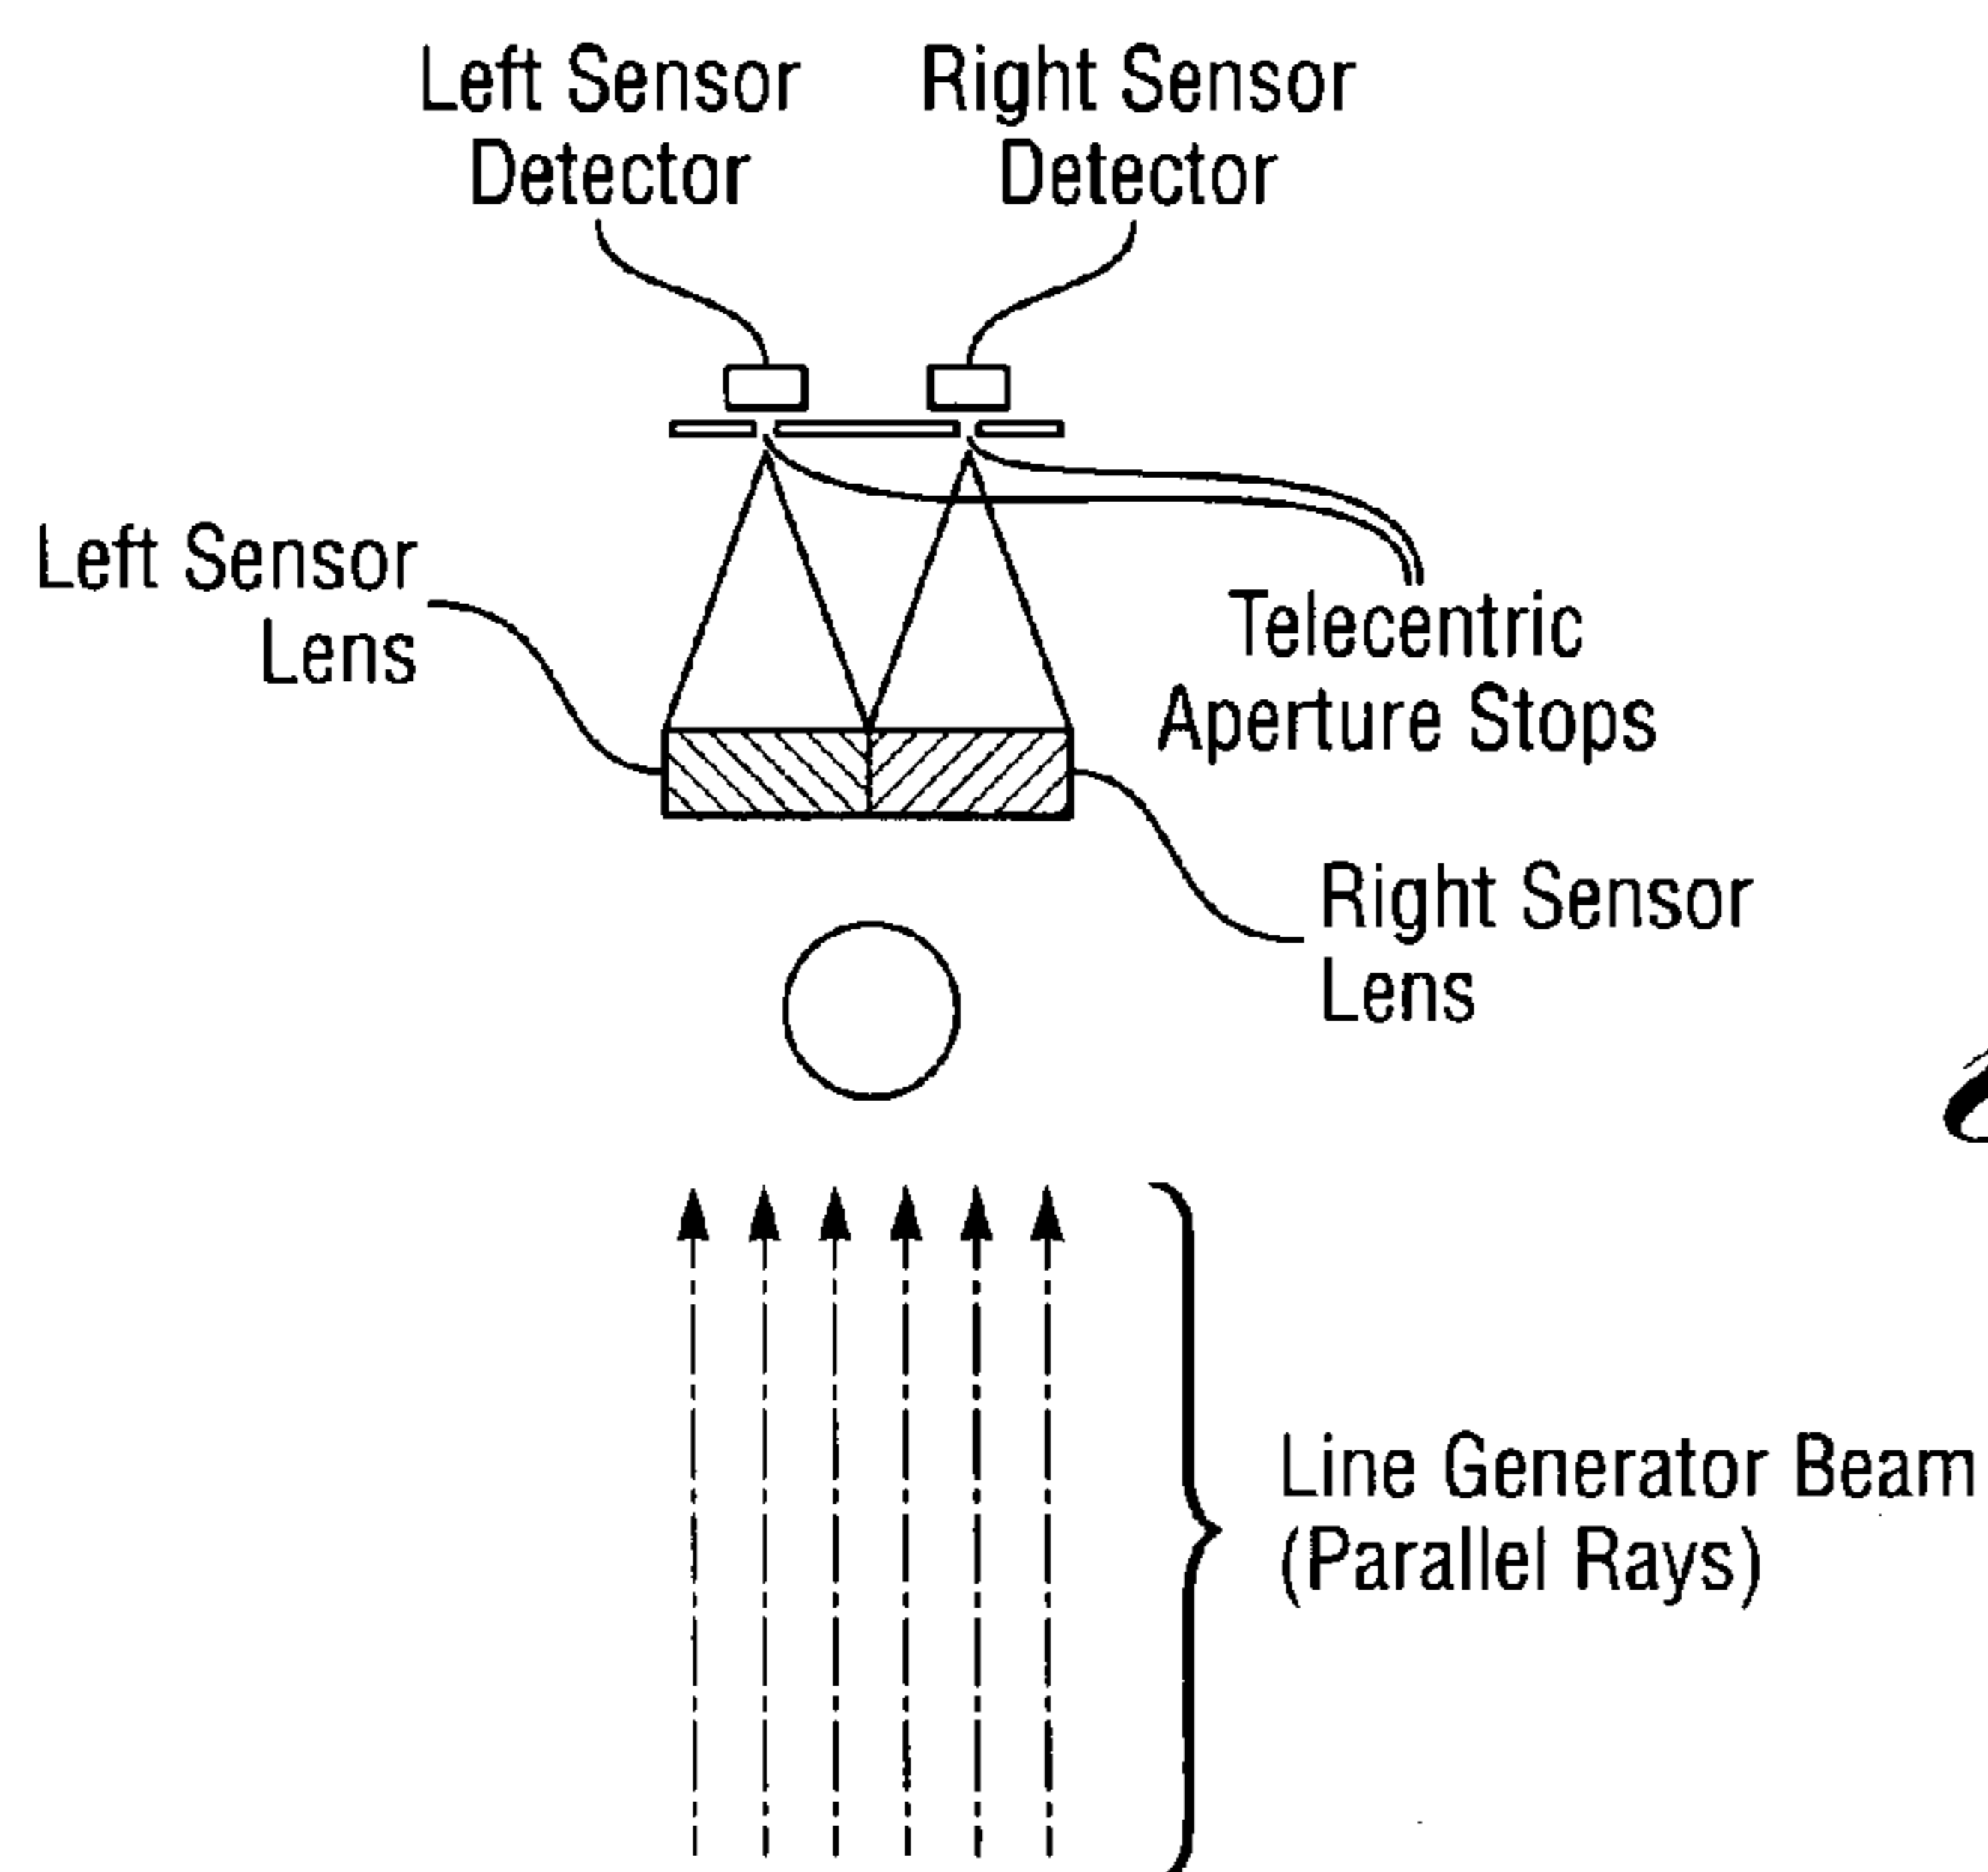 Left Sensor
Detector
Right Sensor
Detector
Left Sensor
Lens
Telecentric
Aperture Stops
Right Sensor
Lens
Line Generator Beam
(Parallel Rays)